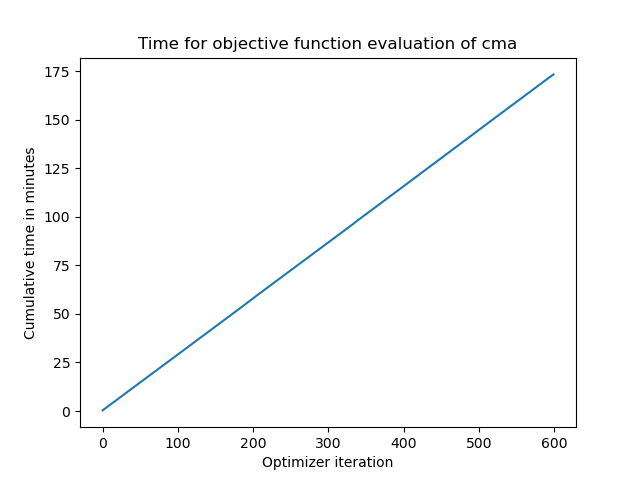 Time for objective function evaluation of cma
Cumulative time in minutes
175
150
125
100
75
50
25
0
0 100 200 300 400 500 600
Optimizer iteration